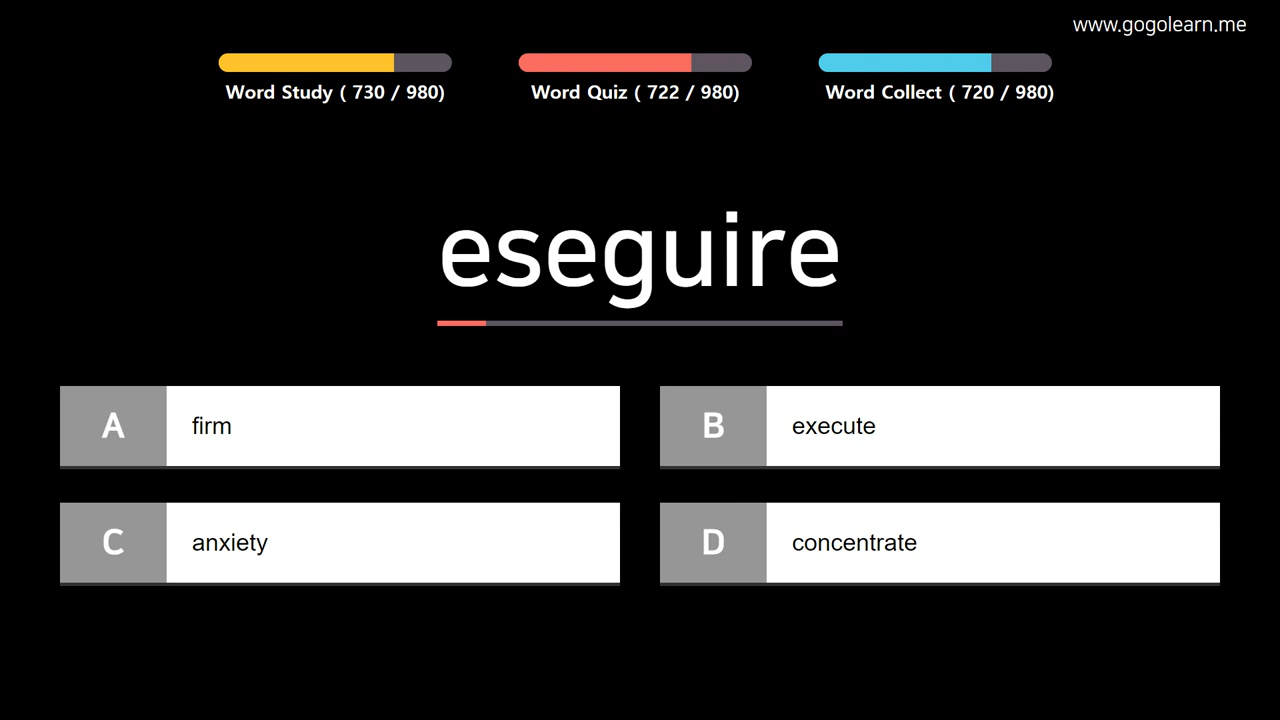 www.gogolearn.me
Word Study ( 730 / 980)
Word Quiz ( 722 / 980)
Word Collect ( 720 / 980)
eseguire
A firm
B execute
C anxiety
D concentrate